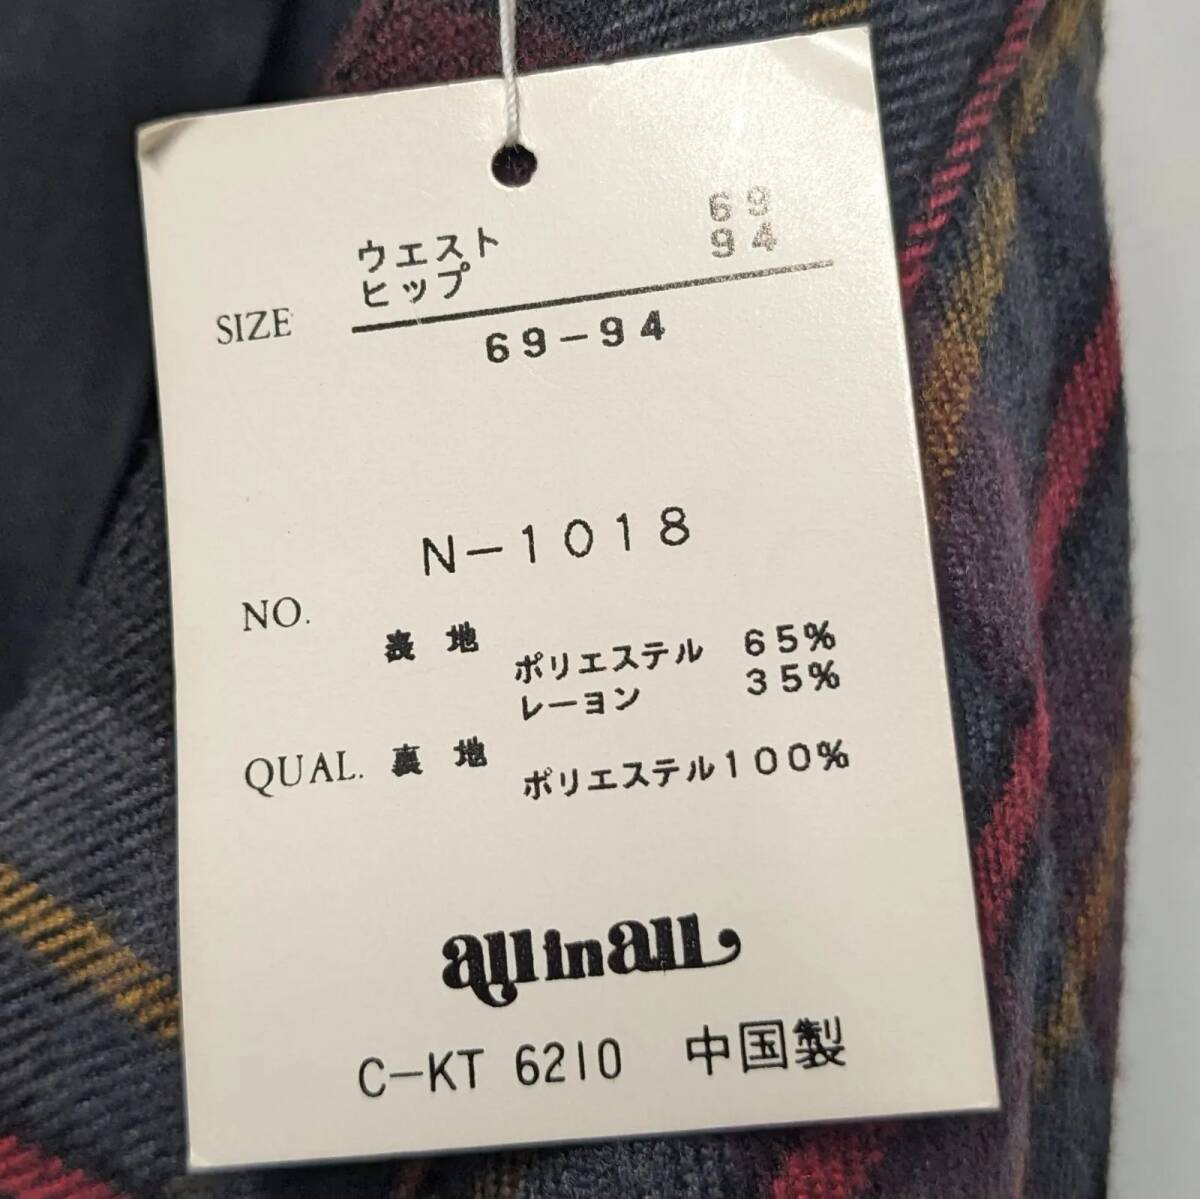 ウエスト 69
ヒップ 94
SIZE
69-94
N-1018
NO.
表地 ポリエステル 65%
レーヨン 35%
QUAL. 裏地 ポリエステル100%
all in all
C-KT 6210 中国製